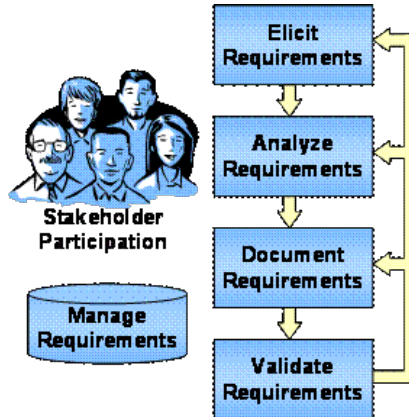 Elicit
Requirements
Analyze
Requirements
Stakeholder
Participation
Document
Requirements
Manage
Requirements
Validate
Requirements